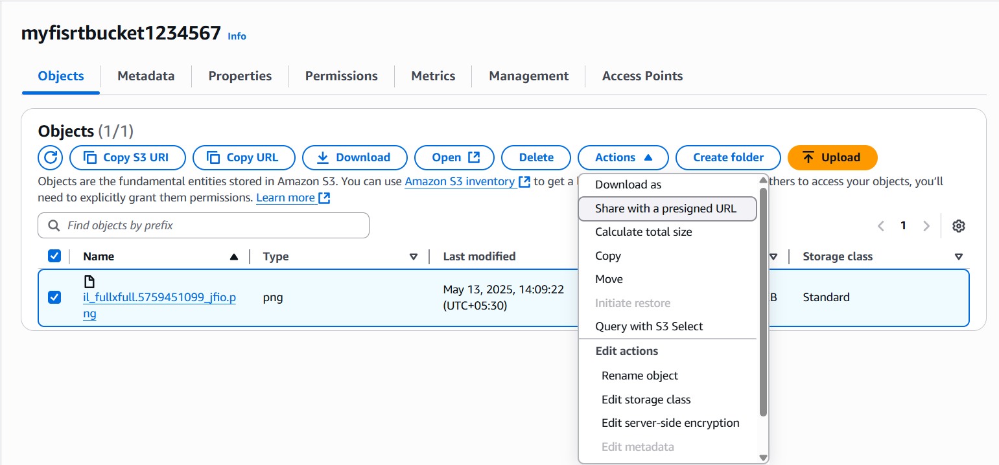 myfisrtbucket1234567 Info
Objects Metadata Properties Permissions Metrics Management Access Points
Objects (1/1)
Copy S3 URI Copy URL Download Open Delete Actions Create folder Upload
Objects are the fundamental entities stored in Amazon S3. You can use Amazon S3 inventory to get a thers to access your objects, you'll
need to explicitly grant them permissions. Learn more
Find objects by prefix
1
Name Type Last modified Storage class
il_fullxfull.5759451099_jfio.p
ng
png
May 13, 2025, 14:09:22
(UTC+05:30)
B
Standard
Download as
Share with a presigned URL
Calculate total size
Copy
Move
Initiate restore
Query with S3 Select
Edit actions
Rename object
Edit storage class
Edit server-side encryption
Edit metadata